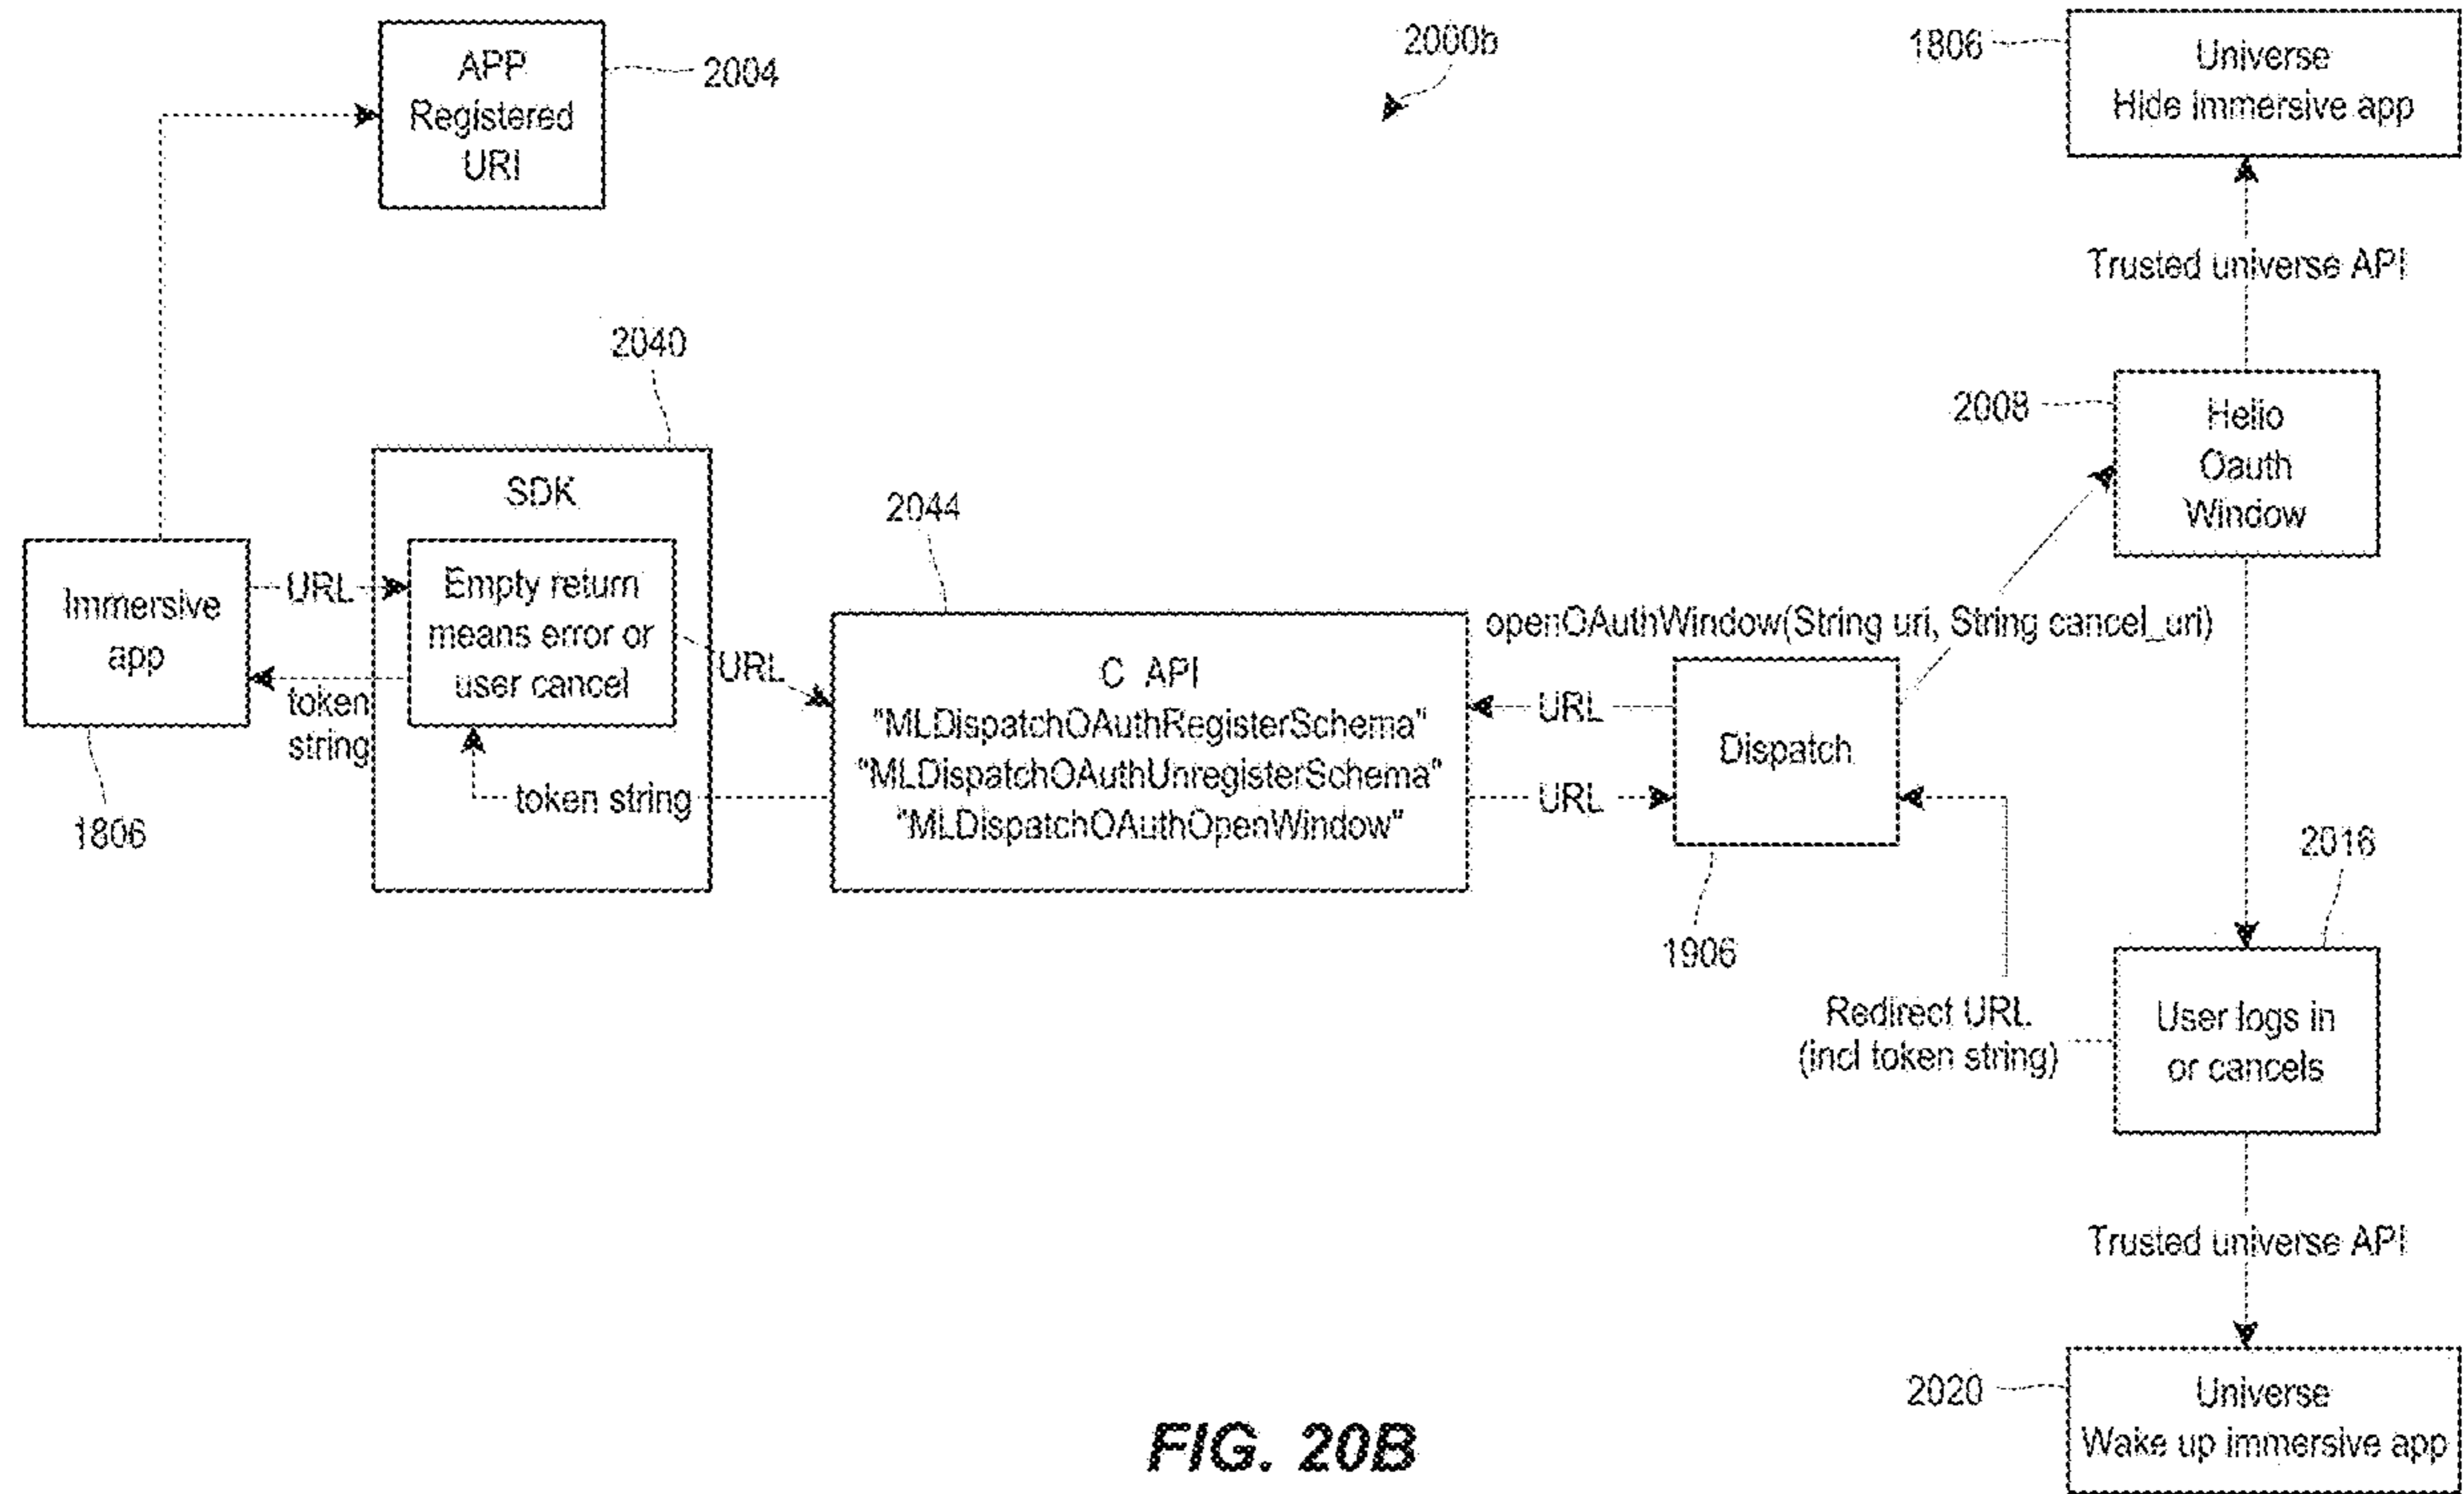 2000b
APP
Registered
URI
2004
1806
Universe
Hide immersive app
Trusted universe API
2040
2008
Helio
Oauth
Window
SDK
2044
Immersive
app
URL
Empty return
means error or
user cancel
URL
token
string
token string
1806
C API
"MLDispatchOAuthRegisterSchema"
"MLDispatchOAuthUnregisterSchema"
"MLDispatchOAuthOpenWindow"
openOAuthWindow(String uri, String cancel_uri)
URL
URL
Dispatch
1906
2016
Redirect URL
(incl token string)
User logs in
or cancels
Trusted universe API
2020
Universe
Wake up immersive app
FIG. 20B